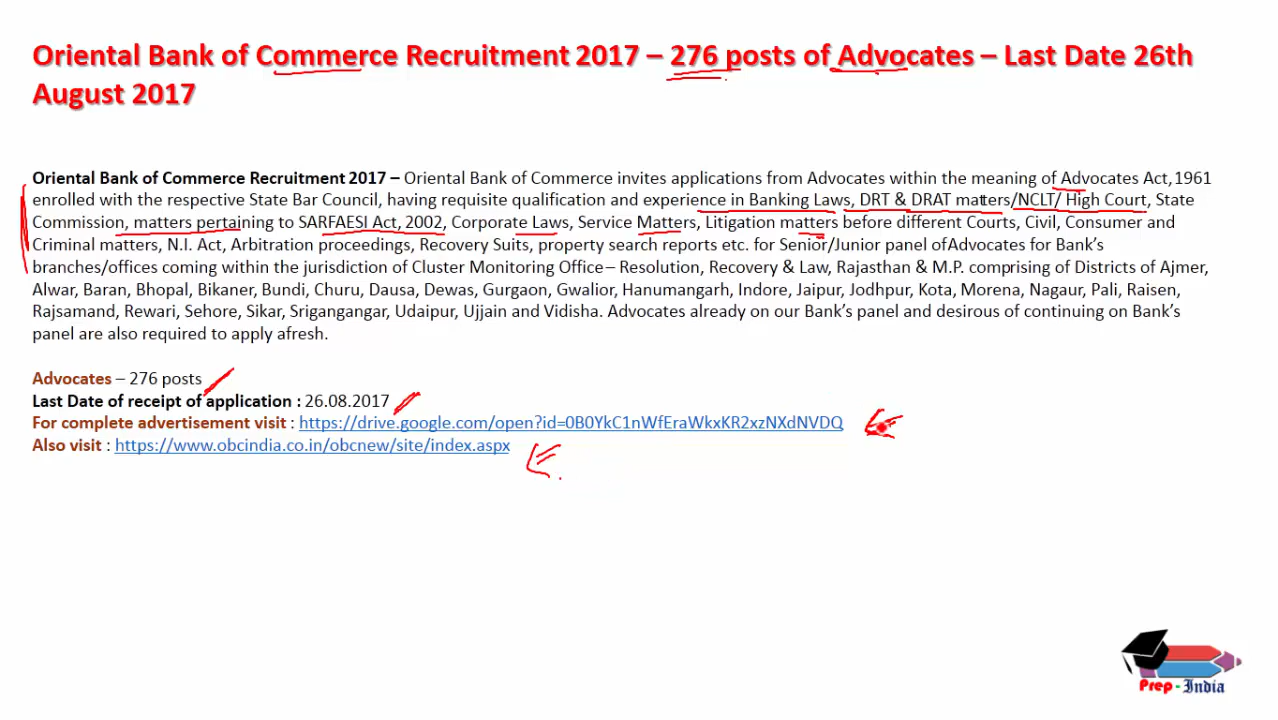 Oriental Bank of Commerce Recruitment 2017 – 276 posts of Advocates – Last Date 26th
August 2017
Oriental Bank of Commerce Recruitment 2017 – Oriental Bank of Commerce invites applications from Advocates within the meaning of Advocates Act,1961
enrolled with the respective State Bar Council, having requisite qualification and experience in Banking Laws, DRT & DRAT matters/NCLT/ High Court, State
Commission, matters pertaining to SARFAESI Act, 2002, Corporate Laws, Service Matters, Litigation matters before different Courts, Civil, Consumer and
Criminal matters, N.I. Act, Arbitration proceedings, Recovery Suits, property search reports etc. for Senior/Junior panel ofAdvocates for Bank's
branches/offices coming within the jurisdiction of Cluster Monitoring Office – Resolution, Recovery & Law, Rajasthan & M.P. comprising of Districts of Ajmer,
Alwar, Baran, Bhopal, Bikaner, Bundi, Churu, Dausa, Dewas, Gurgaon, Gwalior, Hanumangarh, Indore, Jaipur, Jodhpur, Kota, Morena, Nagaur, Pali, Raisen,
Rajsamand, Rewari, Sehore, Sikar, Srigangangar, Udaipur, Ujjain and Vidisha. Advocates already on our Bank's panel and desirous of continuing on Bank's
panel are also required to apply afresh.
Advocates – 276 posts
Last Date of receipt of application : 26.08.2017
For complete advertisement visit : https://drive.google.com/open?id=0B0YkC1nWfEraWkxKR2xzNXdNVDQ
Also visit : https://www.obcindia.co.in/obcnew/site/index.aspx
Prep - India